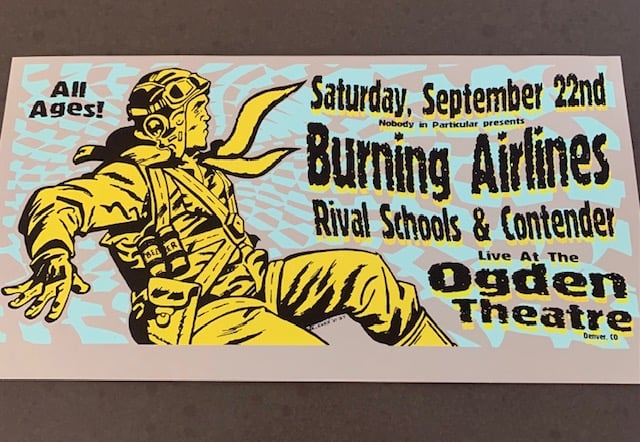 All
Ages!
Saturday, September 22nd
Nobody in Particular presents
Burning Airlines
Rival Schools & Contender
Live At The
Ogden
Theatre
Denver, CO